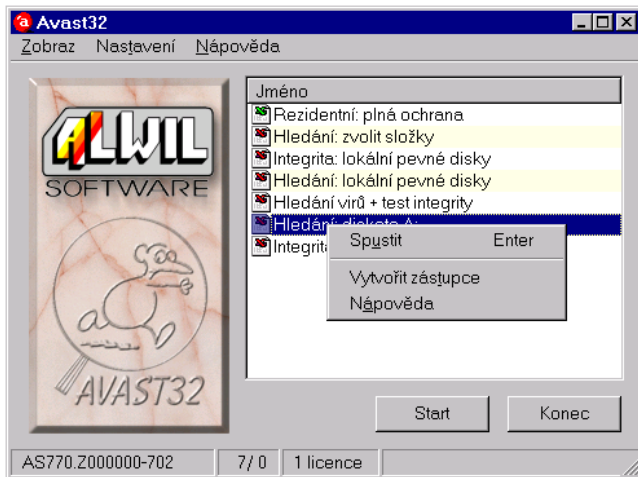 Avast32
Zobraz Nastavení Nápověda
ALWIL
SOFTWARE
AVAST32
Jméno
Rezidentní: plná ochrana
Hledání: zvolit složky
Integrita: lokální pevné disky
Hledání: lokální pevné disky
Hledání virů + test integrity
Hledání: disketa A:
Integrit
Spustit Enter
Vytvořit zástupce
Nápověda
Start Konec
AS770.Z000000-702 7/ 0 1 licence